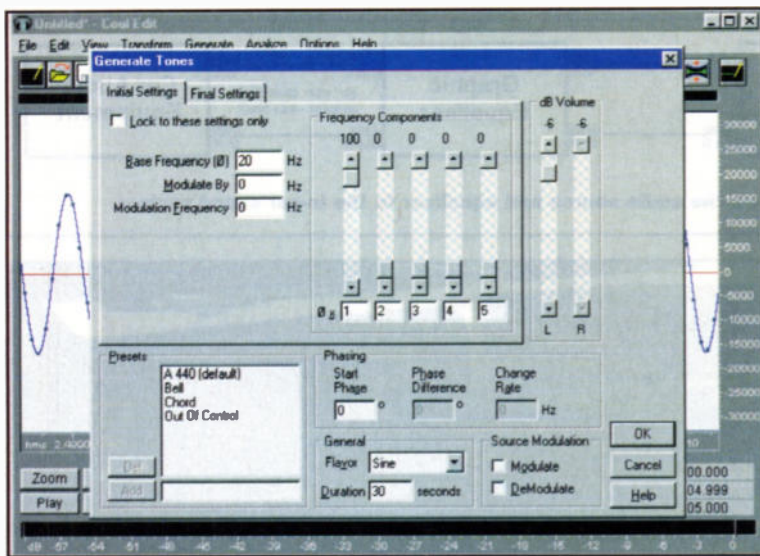 Untitled* - Cool Edit
File Edit View Transform Generate Analyze Options Help
Generate Tones
Initial Settings Final Settings
Lock to these settings only
Base Frequency (Ø) 20 Hz
Modulate By 0 Hz
Modulation Frequency 0 Hz
Frequency Components
100 0 0 0 0
1 2 3 4 5
dB Volume
-6 -6
L R
30000
25000
20000
15000
10000
5000
0
-5000
-10000
-15000
-20000
-25000
-30000
Presets
A 440 (default)
Bell
Chord
Out Of Control
Del
Add
Phasing
Start Phase
0 °
Phase Difference
0 °
Change Rate
0 Hz
General
Flavor Sine
Duration 30 seconds
Source Modulation
Modulate
DeModulate
OK
Cancel
Help
Zoom
Play
00.000
04.999
05.000
dB -57 -54 -51 -48 -45 -42 -39 -36 -33 -30 -27 -24 -21 -18 -15 -12 -9 -6 -3 0